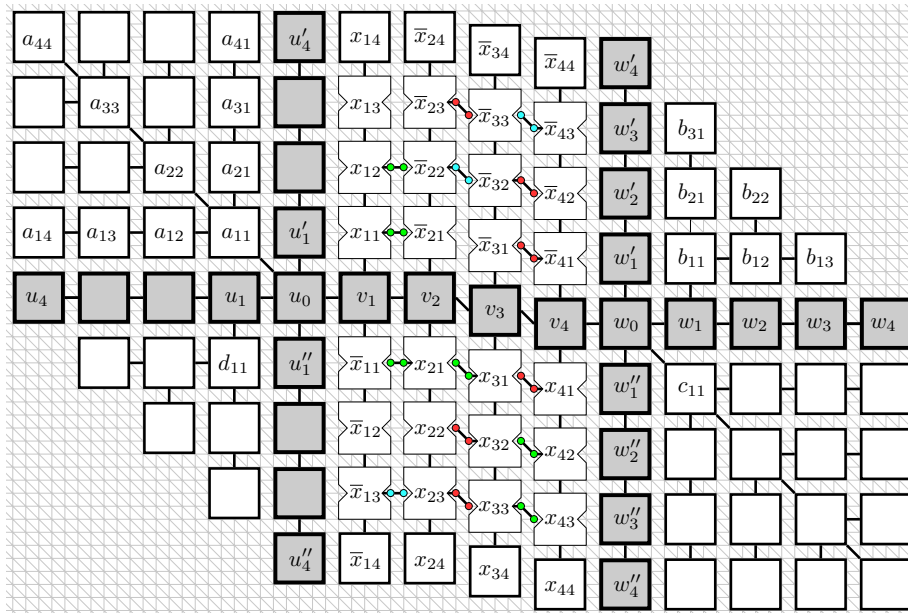 a₄₄ a₄₁ u′₄ x₁₄ x̅₂₄ x̅₃₄ x̅₄₄ w′₄
a₃₃ a₃₁ x₁₃ x̅₂₃ x̅₃₃ x̅₄₃ w′₃ b₃₁
a₂₂ a₂₁ x₁₂ x̅₂₂ x̅₃₂ x̅₄₂ w′₂ b₂₁ b₂₂
a₁₄ a₁₃ a₁₂ a₁₁ u′₁ x₁₁ x̅₂₁ x̅₃₁ x̅₄₁ w′₁ b₁₁ b₁₂ b₁₃
u₄ u₁ u₀ v₁ v₂ v₃ v₄ w₀ w₁ w₂ w₃ w₄
d₁₁ u″₁ x̅₁₁ x₂₁ x₃₁ x₄₁ w″₁ c₁₁
x̅₁₂ x₂₂ x₃₂ x₄₂ w″₂
x̅₁₃ x₂₃ x₃₃ x₄₃ w″₃
u″₄ x̅₁₄ x₂₄ x₃₄ x₄₄ w″₄